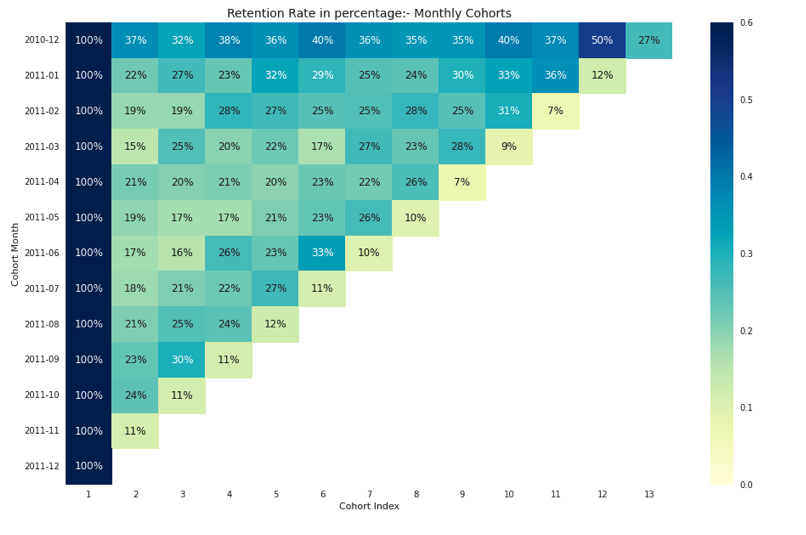 Retention Rate in percentage:- Monthly Cohorts
2010-12 100% 37% 32% 38% 36% 40% 36% 35% 35% 40% 37% 50% 27%
2011-01 100% 22% 27% 23% 32% 29% 25% 24% 30% 33% 36% 12%
2011-02 100% 19% 19% 28% 27% 25% 25% 28% 25% 31% 7%
2011-03 100% 15% 25% 20% 22% 17% 27% 23% 28% 9%
2011-04 100% 21% 20% 21% 20% 23% 22% 26% 7%
2011-05 100% 19% 17% 17% 21% 23% 26% 10%
2011-06 100% 17% 16% 26% 23% 33% 10%
2011-07 100% 18% 21% 22% 27% 11%
2011-08 100% 21% 25% 24% 12%
2011-09 100% 23% 30% 11%
2011-10 100% 24% 11%
2011-11 100% 11%
2011-12 100%
1 2 3 4 5 6 7 8 9 10 11 12 13
Cohort Index
Cohort Month
0.6
0.5
0.4
0.3
0.2
0.1
0.0